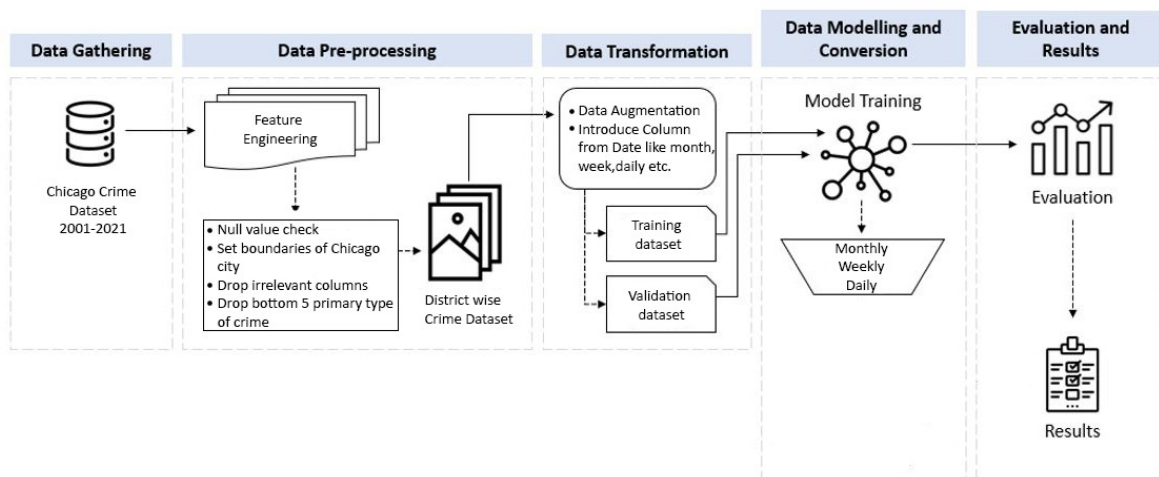 Data Gathering
Data Pre-processing
Data Transformation
Data Modelling and
Conversion
Evaluation and
Results
Chicago Crime
Dataset
2001-2021
Feature
Engineering
• Null value check
• Set boundaries of Chicago
city
• Drop irrelevant columns
• Drop bottom 5 primary type
of crime
District wise
Crime Dataset
• Data Augmentation
• Introduce Column
from Date like month,
week,daily etc.
Training
dataset
Validation
dataset
Model Training
Monthly
Weekly
Daily
Evaluation
Results